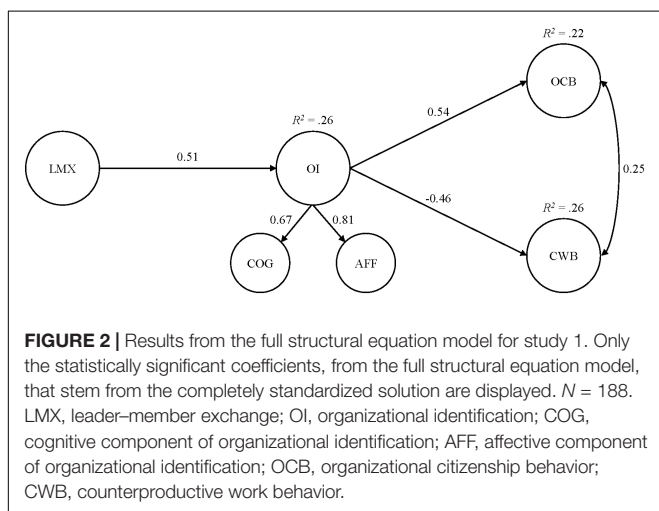 R² = .22
OCB
0.54
R² = .26
0.51
LMX
OI
0.25
-0.46
R² = .26
0.67
0.81
CWB
COG
AFF
FIGURE 2 | Results from the full structural equation model for study 1. Only
the statistically significant coefficients, from the full structural equation model,
that stem from the completely standardized solution are displayed. N = 188.
LMX, leader–member exchange; OI, organizational identification; COG,
cognitive component of organizational identification; AFF, affective component
of organizational identification; OCB, organizational citizenship behavior;
CWB, counterproductive work behavior.